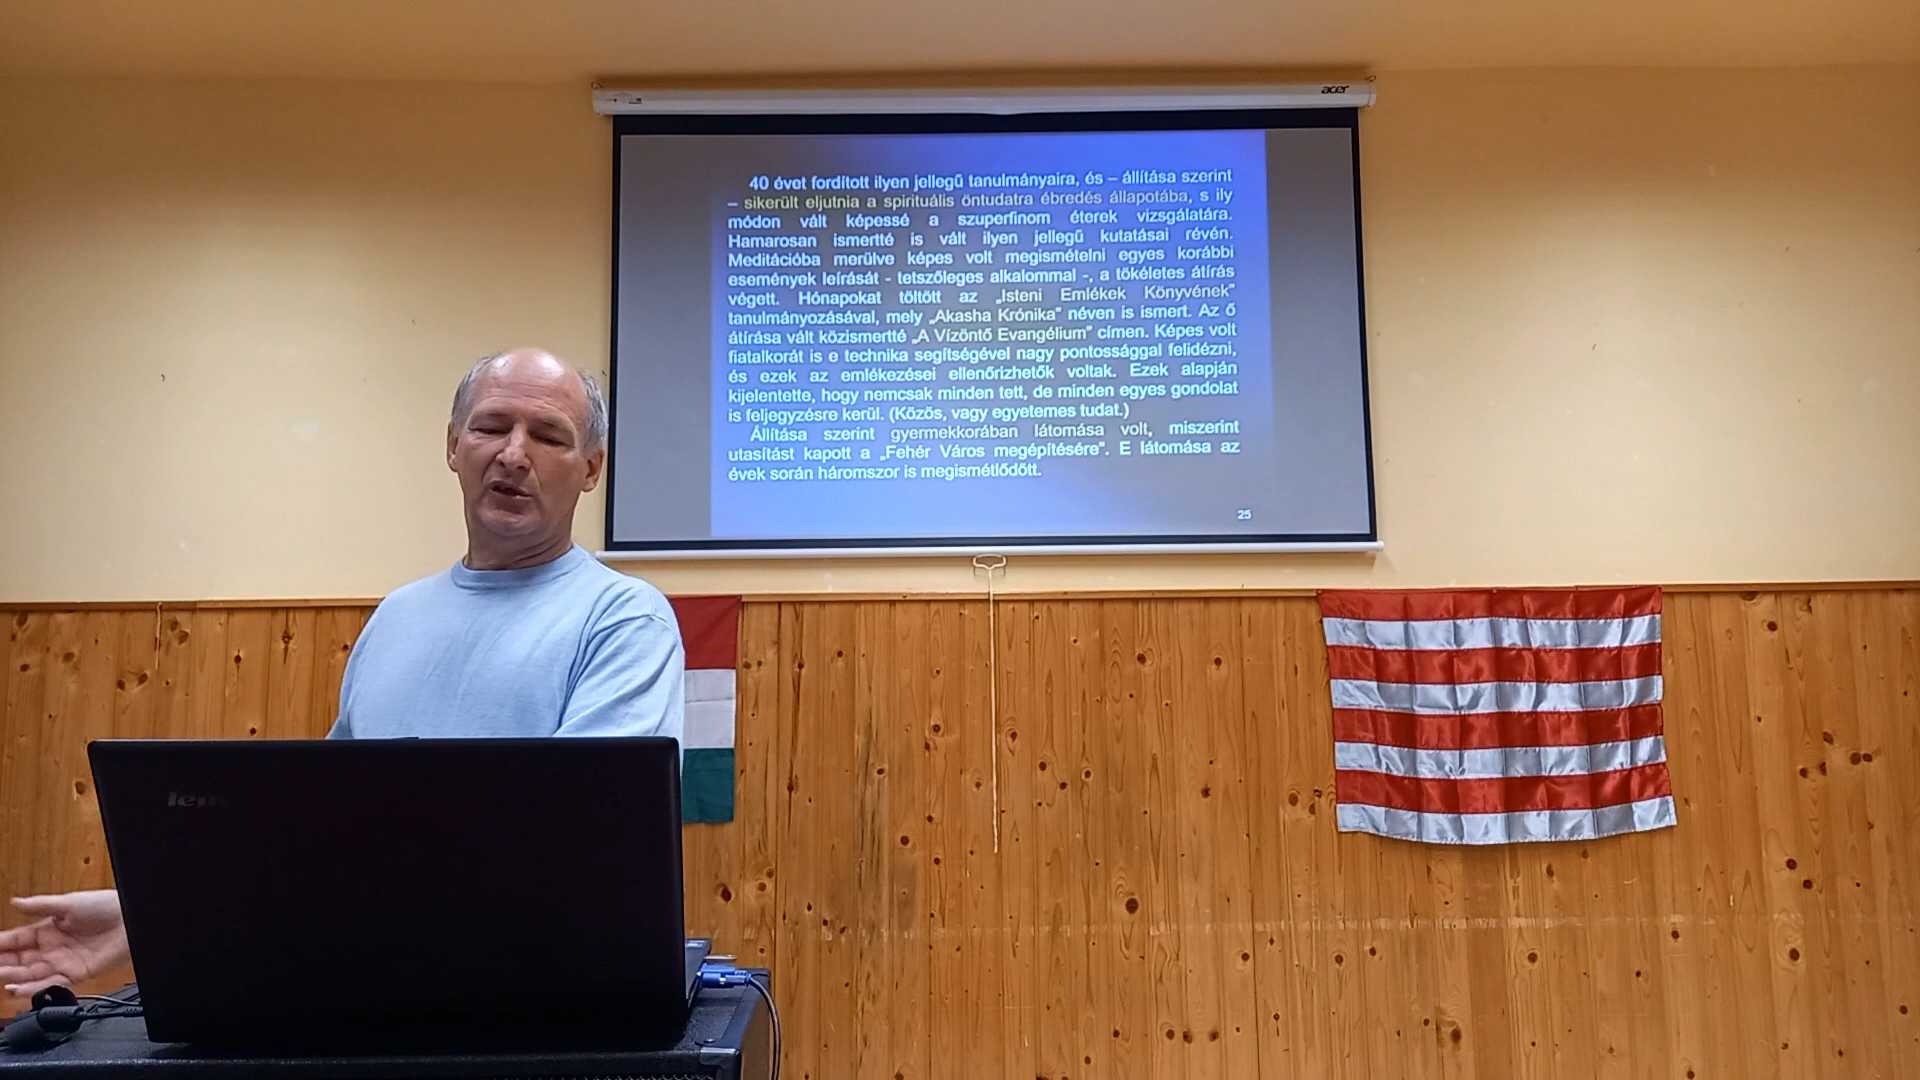 acer
40 évet fordított ilyen jellegű tanulmányaira, és – állítása szerint
– sikerült eljutnia a spirituális öntudatra ébredés állapotába, s ily
módon vált képessé a szuperfinom éterek vizsgálatára.
Hamarosan ismertté is vált ilyen jellegű kutatásai révén.
Meditációba merülve képes volt megismételni egyes korábbi
események leírását - tetszőleges alkalommal -, a tökéletes átírás
végett. Hónapokat töltött az „Isteni Emlékek Könyvének”
tanulmányozásával, mely „Akasha Krónika” néven is ismert. Az ő
átírása vált közismertté „A Vízöntő Evangélium” címen. Képes volt
fiatalkorát is e technika segítségével nagy pontossággal felidézni,
és ezek az emlékezései ellenőrizhetők voltak. Ezek alapján
kijelentette, hogy nemcsak minden tett, de minden egyes gondolat
is feljegyzésre kerül. (Közös, vagy egyetemes tudat.)
Állítása szerint gyermekkorában látomása volt, miszerint
utasítást kapott a „Fehér Város megépítésére”. E látomása az
évek során háromszor is megismétlődött.
25